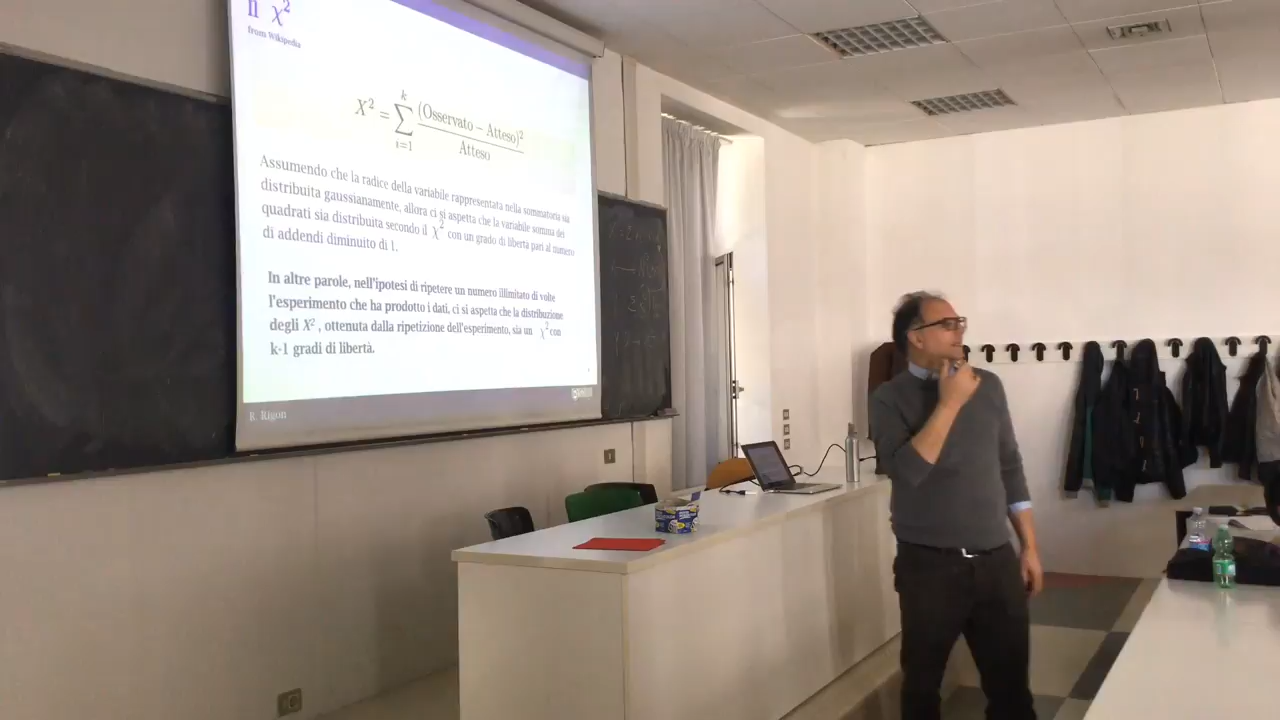 Il χ²
from Wikipedia
X² = ∑ᵢ₌₁ᵏ (Osservato − Atteso)² / Atteso
Assumendo che la radice della variabile rappresentata nella sommatoria sia
distribuita gaussianamente, allora ci si aspetta che la variabile somma dei
quadrati sia distribuita secondo il χ² con un grado di libertà pari al numero
di addendi diminuito di 1.
In altre parole, nell'ipotesi di ripetere un numero illimitato di volte
l'esperimento che ha prodotto i dati, ci si aspetta che la distribuzione
degli X², ottenuta dalla ripetizione dell'esperimento, sia un χ² con
k-1 gradi di libertà.
R. Rigon